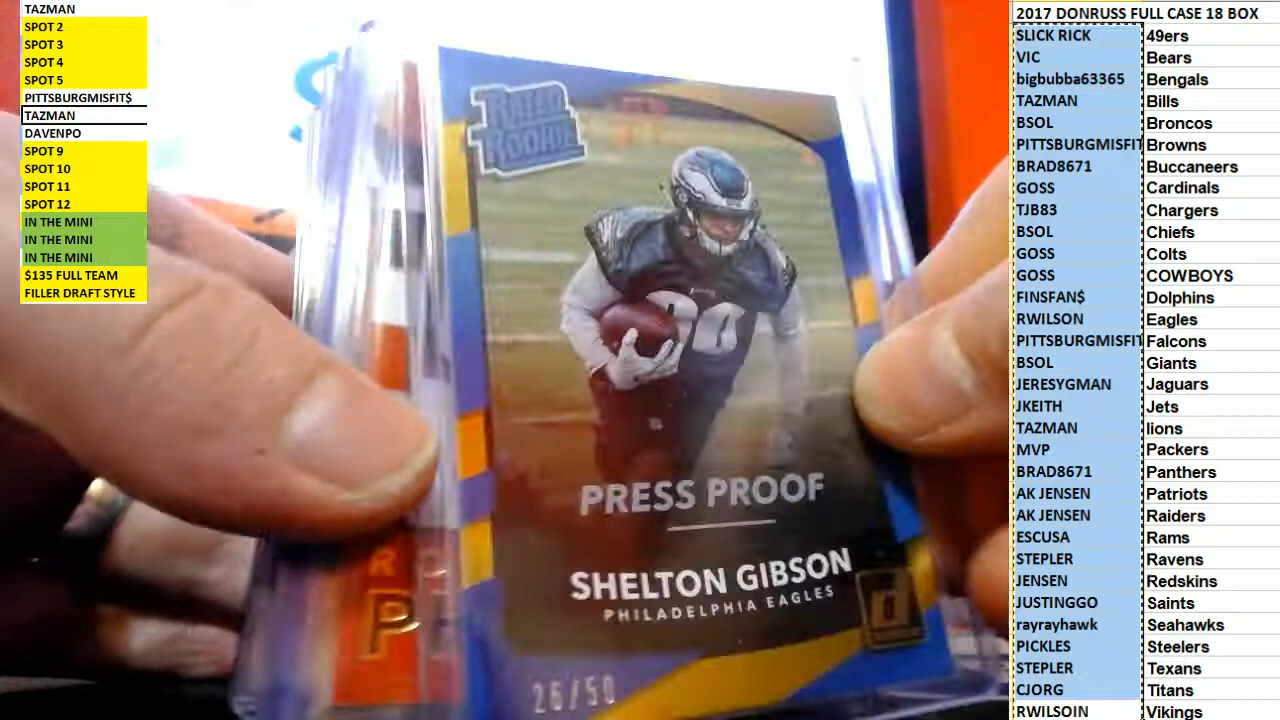 TAZMAN
SPOT 2
SPOT 3
SPOT 4
SPOT 5
PITTSBURGMISFIT$
TAZMAN
DAVENPO
SPOT 9
SPOT 10
SPOT 11
SPOT 12
IN THE MINI
IN THE MINI
IN THE MINI
$135 FULL TEAM
FILLER DRAFT STYLE
RATED
ROOKIE
80
PRESS PROOF
SHELTON GIBSON
PHILADELPHIA EAGLES
d
26/50
R
P
2017 DONRUSS FULL CASE 18 BOX
SLICK RICK 49ers
VIC Bears
bigbubba63365 Bengals
TAZMAN Bills
BSOL Broncos
PITTSBURGMISFIT Browns
BRAD8671 Buccaneers
GOSS Cardinals
TJB83 Chargers
BSOL Chiefs
GOSS Colts
GOSS COWBOYS
FINSFAN$ Dolphins
RWILSON Eagles
PITTSBURGMISFIT Falcons
BSOL Giants
JERESYGMAN Jaguars
JKEITH Jets
TAZMAN lions
MVP Packers
BRAD8671 Panthers
AK JENSEN Patriots
AK JENSEN Raiders
ESCUSA Rams
STEPLER Ravens
JENSEN Redskins
JUSTINGGO Saints
rayrayhawk Seahawks
PICKLES Steelers
STEPLER Texans
CJORG Titans
RWILSOIN Vikings